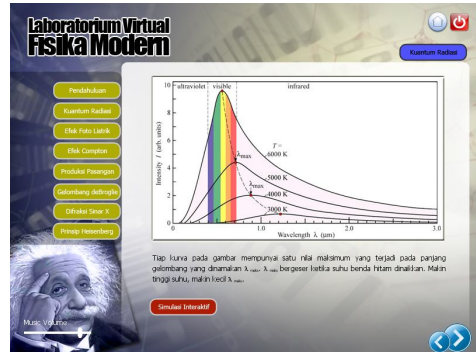 Laboratorium Virtual
Fisika Modern
Kuantum Radiasi
Pendahuluan
Kuantum Radiasi
Efek Foto Listrik
Efek Compton
Produksi Pasangan
Gelombang deBroglie
Difraksi Sinar X
Prinsip Heisenberg
Music Volume
ultraviolet visible infrared
Intensity I (arb. units)
10
8
6
4
2
0
T =
6000 K
5000 K
4000 K
3000 K
λmax
λmax
0 1.0 2.0 3.0
Wavelength λ (μm)
Tiap kurva pada gambar mempunyai satu nilai maksimum yang terjadi pada panjang
gelombang yang dinamakan λ maks. λ maks bergeser ketika suhu benda hitam dinaikkan. Makin
tinggi suhu, makin kecil λ maks.
Simulasi Interaktif